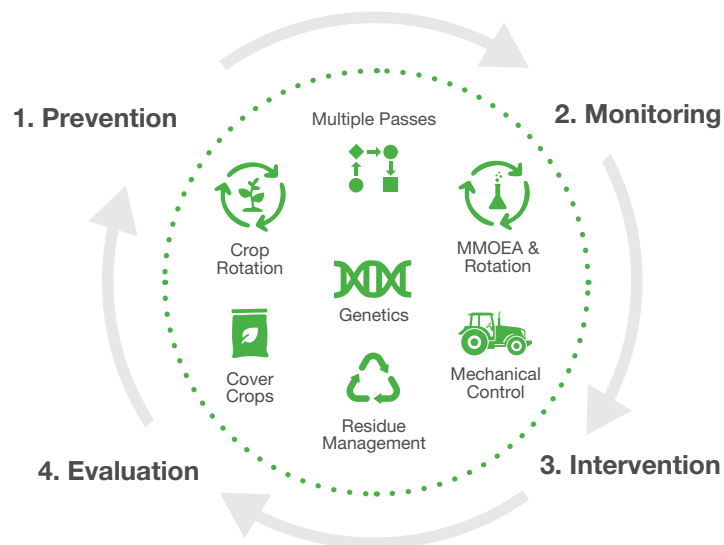 1. Prevention
2. Monitoring
Multiple Passes
Crop
Rotation
MMOEA &
Rotation
Genetics
Cover
Crops
Mechanical
Control
Residue
Management
4. Evaluation
3. Intervention